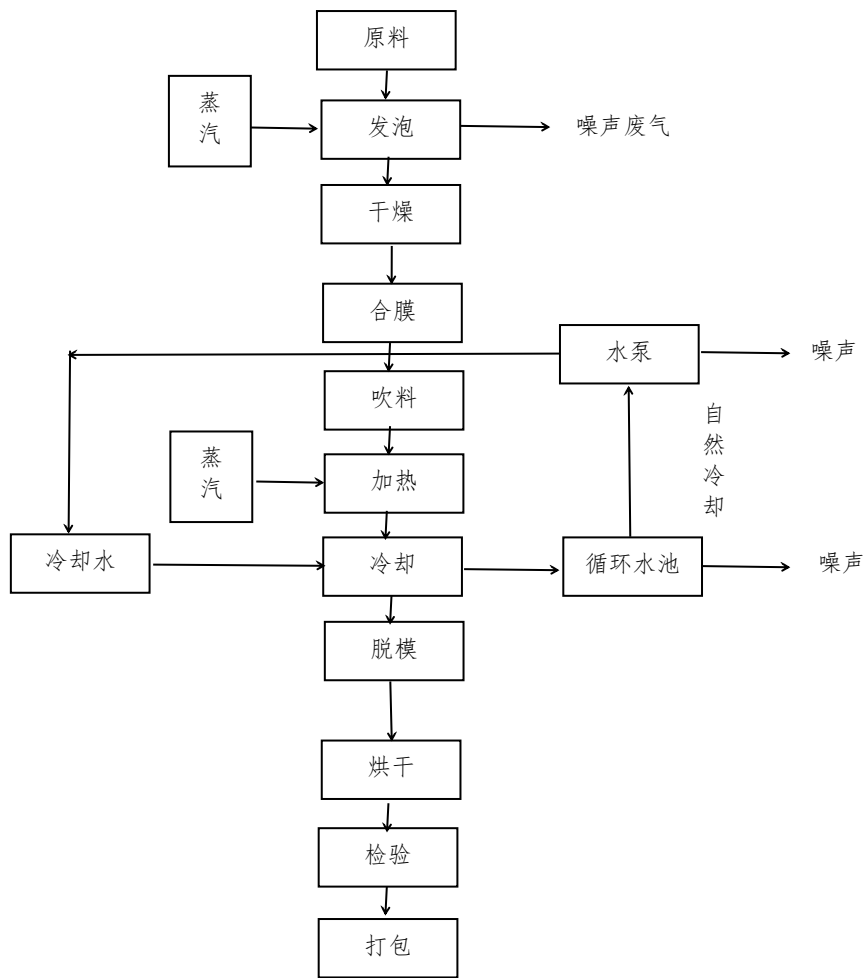 原料
蒸
汽
发泡
噪声废气
干燥
合膜
水泵
噪声
吹料
自
然
冷
却
蒸
汽
加热
冷却水
冷却
循环水池
噪声
脱模
烘干
检验
打包